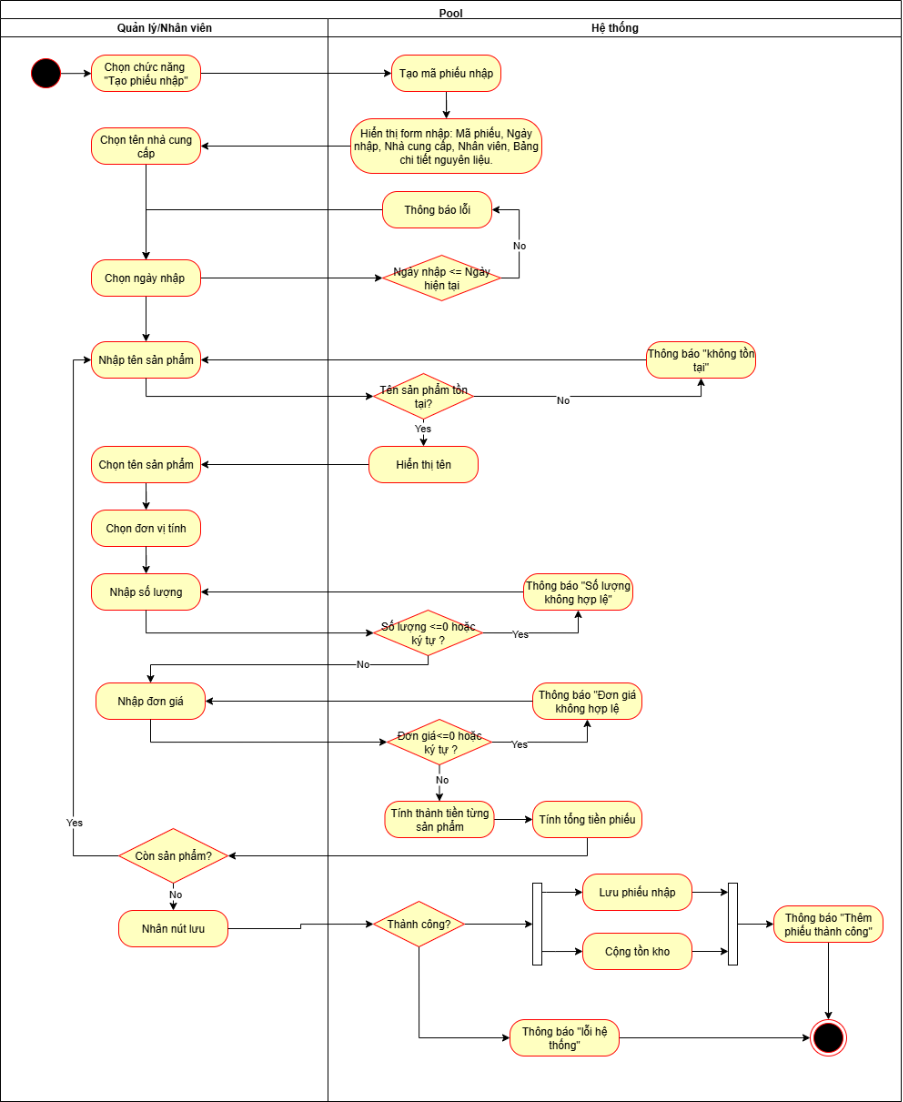 Pool
Quản lý/Nhân viên
Hệ thống
Chọn chức năng
"Tạo phiếu nhập"
Tạo mã phiếu nhập
Hiển thị form nhập: Mã phiếu, Ngày
nhập, Nhà cung cấp, Nhân viên, Bảng
chi tiết nguyên liệu.
Chọn tên nhà cung
cấp
Thông báo lỗi
No
Chọn ngày nhập
Ngày nhập <= Ngày
hiện tại
Nhập tên sản phẩm
Thông báo "không tồn
tại"
Tên sản phẩm tồn
tại?
No
Yes
Chọn tên sản phẩm
Hiển thị tên
Chọn đơn vị tính
Nhập số lượng
Thông báo "Số lượng
không hợp lệ"
Số lương <=0 hoặc
ký tự ?
Yes
No
Nhập đơn giá
Thông báo "Đơn giá
không hợp lệ
Đơn giá<=0 hoặc
ký tự ?
Yes
No
Tính thành tiền từng
sản phẩm
Tính tổng tiền phiếu
Yes
Còn sản phẩm?
No
Nhân nút lưu
Thành công?
Lưu phiếu nhập
Cộng tồn kho
Thông báo "Thêm
phiếu thành công"
Thông báo "lỗi hệ
thống"